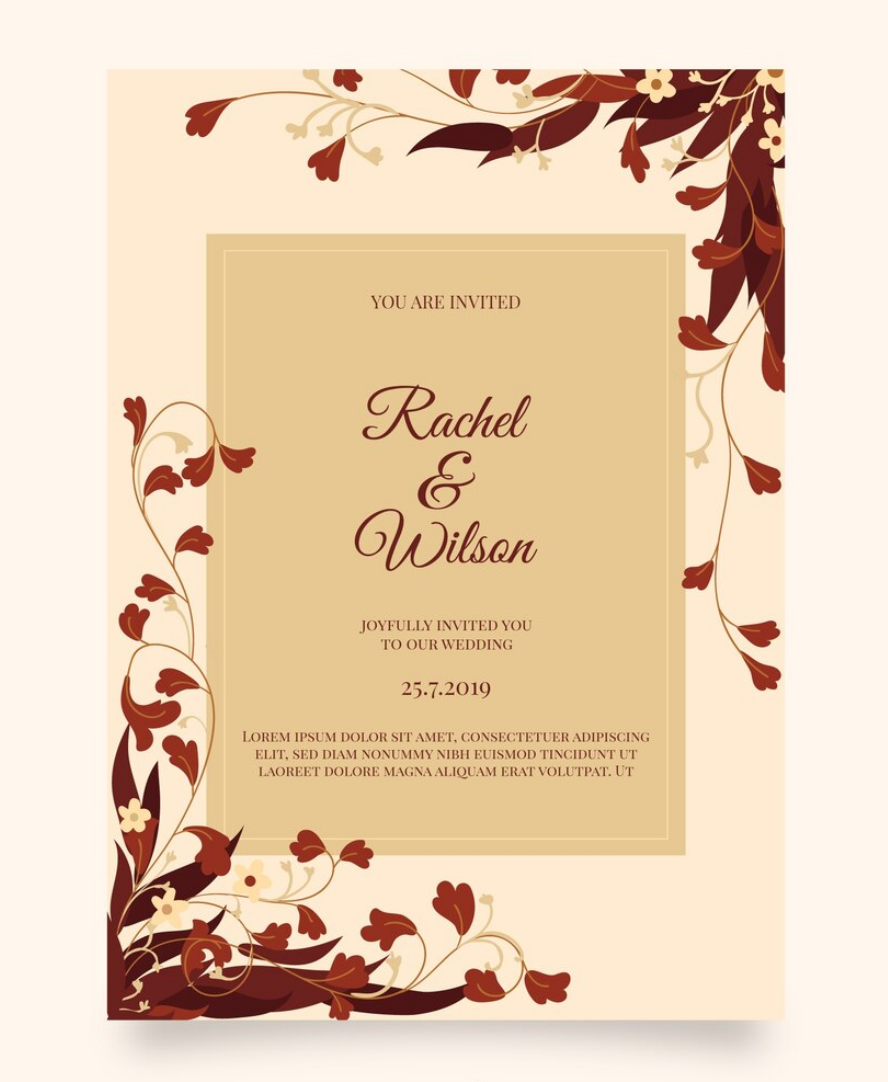 YOU ARE INVITED
Rachel
&
Wilson
JOYFULLY INVITED YOU
TO OUR WEDDING
25.7.2019
Lorem ipsum dolor sit amet, consectetuer adipiscing
elit, sed diam nonummy nibh euismod tincidunt ut
laoreet dolore magna aliquam erat volutpat. Ut